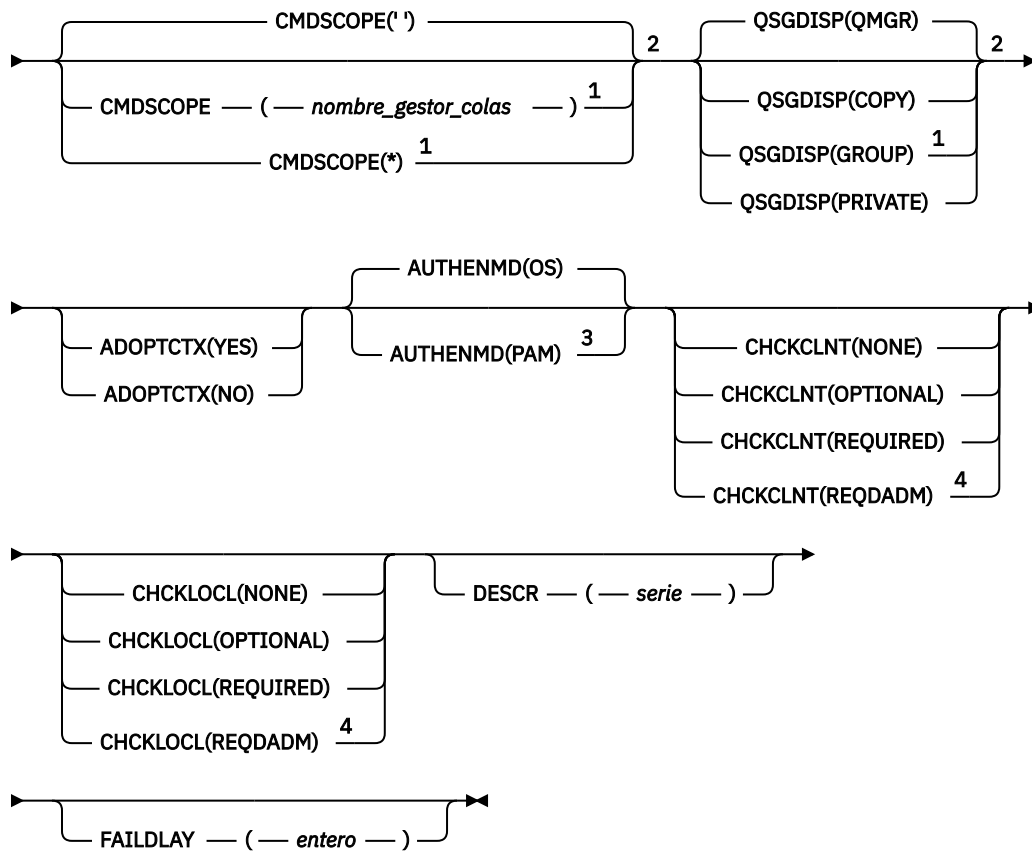 CMDSCOPE(' ')
2
CMDSCOPE ( nombre_gestor_colas ) 1
CMDSCOPE(*) 1
QSGDISP(QMGR)
2
QSGDISP(COPY)
QSGDISP(GROUP) 1
QSGDISP(PRIVATE)
ADOPTCTX(YES)
ADOPTCTX(NO)
AUTHENMD(OS)
AUTHENMD(PAM) 3
CHCKCLNT(NONE)
CHCKCLNT(OPTIONAL)
CHCKCLNT(REQUIRED)
CHCKCLNT(REQDADM) 4
CHCKLOCL(NONE)
CHCKLOCL(OPTIONAL)
CHCKLOCL(REQUIRED)
CHCKLOCL(REQDADM) 4
DESCR ( serie )
FAILDLAY ( entero )